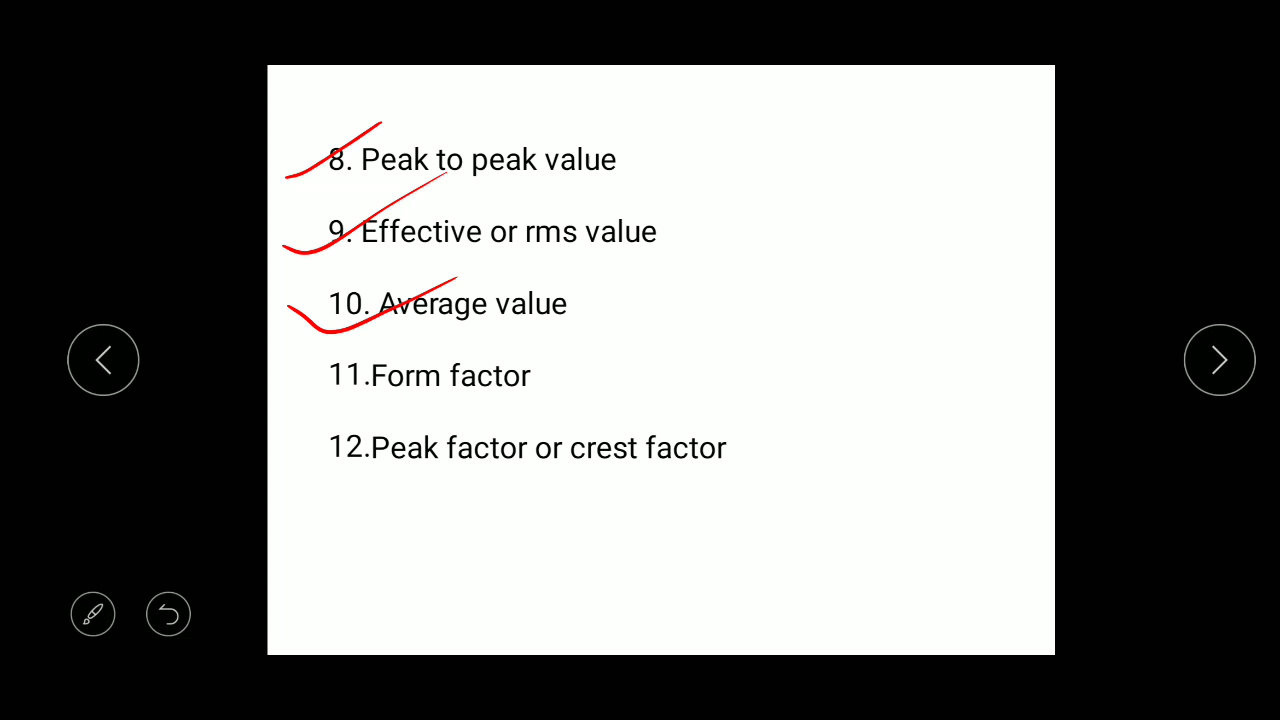 8. Peak to peak value
9. Effective or rms value
10. Average value
11.Form factor
12.Peak factor or crest factor